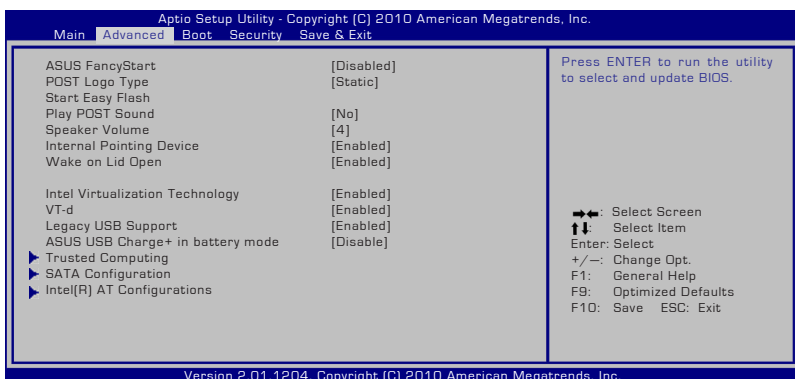 Aptio Setup Utility - Copyright (C) 2010 American Megatrends, Inc.
Main Advanced Boot Security Save & Exit
ASUS FancyStart [Disabled]
POST Logo Type [Static]
Start Easy Flash
Play POST Sound [No]
Speaker Volume [4]
Internal Pointing Device [Enabled]
Wake on Lid Open [Enabled]
Intel Virtualization Technology [Enabled]
VT-d [Enabled]
Legacy USB Support [Enabled]
ASUS USB Charge+ in battery mode [Disable]
Trusted Computing
SATA Configuration
Intel(R) AT Configurations
Press ENTER to run the utility
to select and update BIOS.
→←: Select Screen
↑↓: Select Item
Enter: Select
+/—: Change Opt.
F1: General Help
F9: Optimized Defaults
F10: Save ESC: Exit
Version 2.01.1204. Copyright (C) 2010 American Megatrends, Inc.